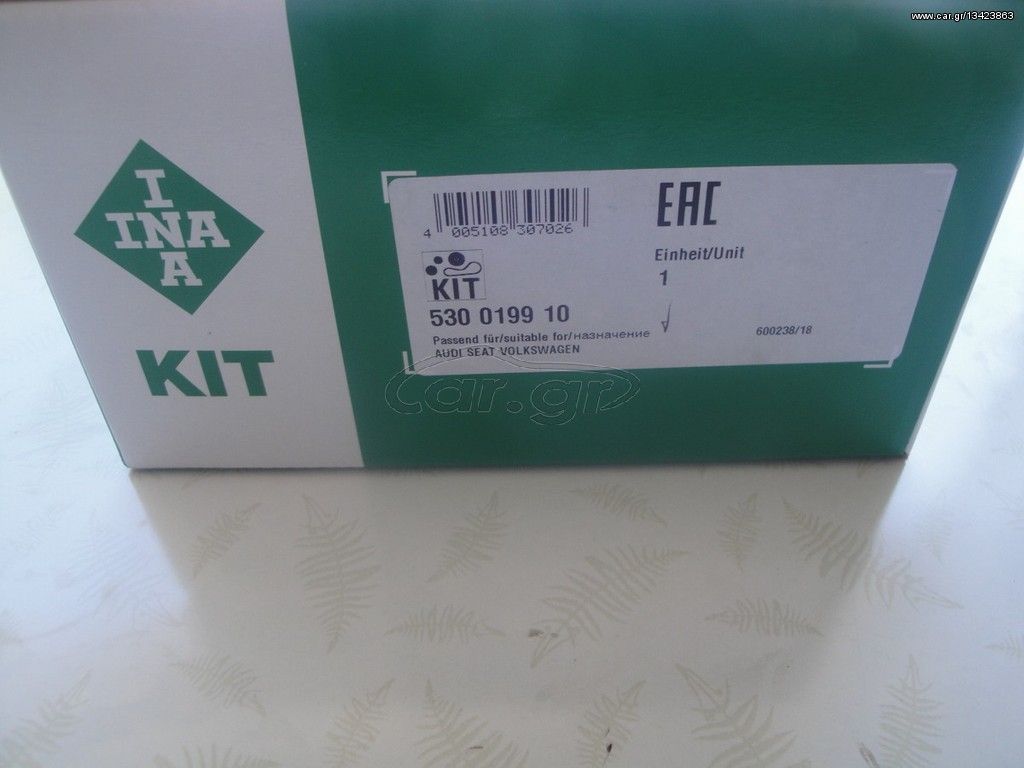 www.car.gr/13423863
I
INA
A
KIT
4 005108 307026
EAC
KIT
Einheit/Unit
1
530 0199 10
Passend für/suitable for/назначение
AUDI SEAT VOLKSWAGEN
600238/18
car.gr